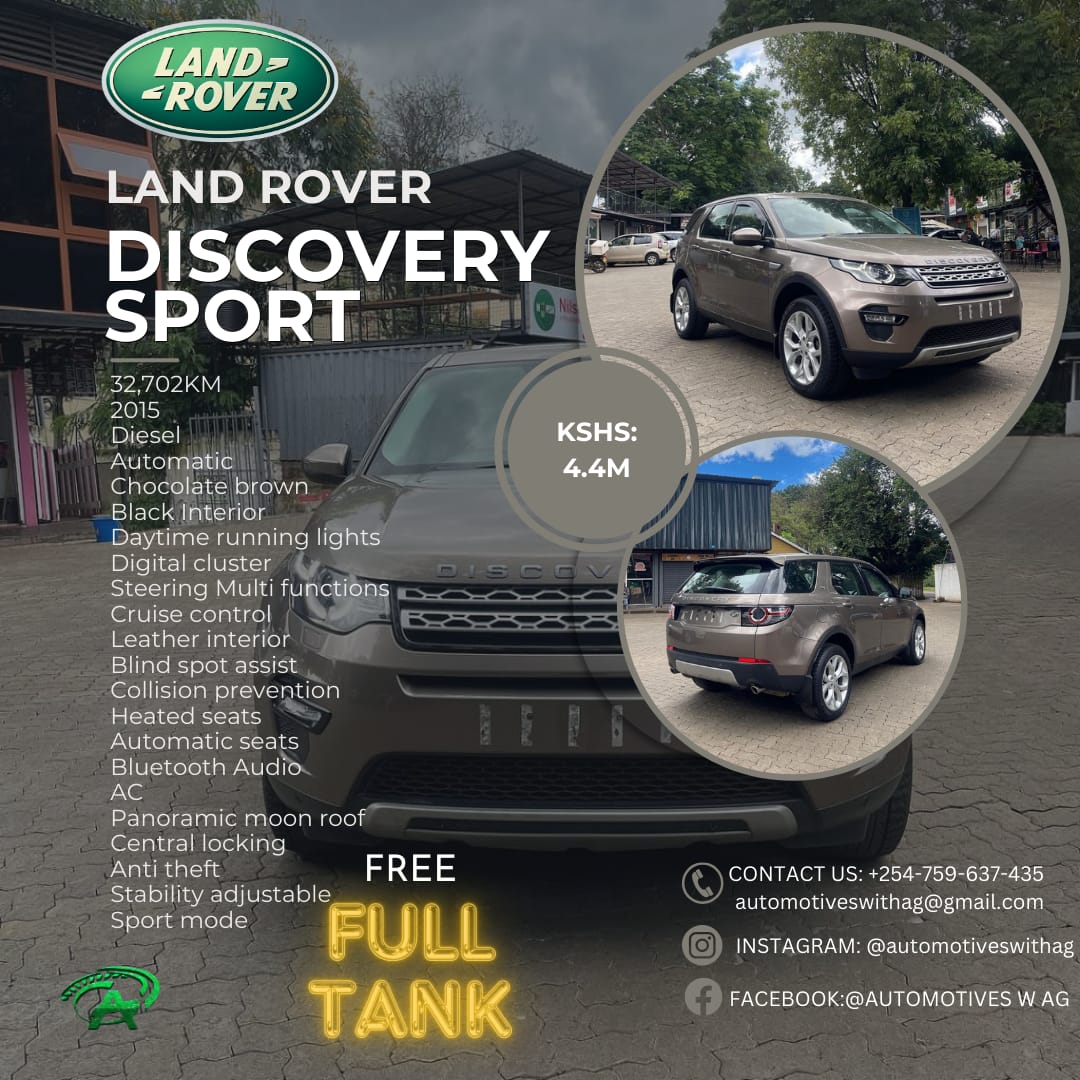 LAND-
-ROVER
LAND ROVER
DISCOVERY
SPORT
32,702KM
2015
Diesel
Automatic
Chocolate brown
Black Interior
Daytime running lights
Digital cluster
Steering Multi functions
Cruise control
Leather interior
Blind spot assist
Collision prevention
Heated seats
Automatic seats
Bluetooth Audio
AC
Panoramic moon roof
Central locking
Anti theft
Stability adjustable
Sport mode
KSHS:
4.4M
DISCOVERY
DISCOV
FREE
FULL
TANK
CONTACT US: +254-759-637-435
automotiveswithag@gmail.com
INSTAGRAM: @automotiveswithag
FACEBOOK:@AUTOMOTIVES W AG